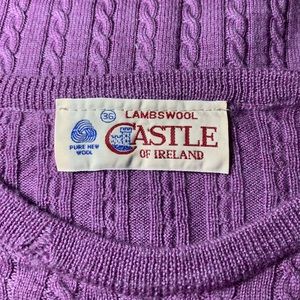 36
LAMBSWOOL
CASTLE
OF IRELAND
PURE NEW
WOOL